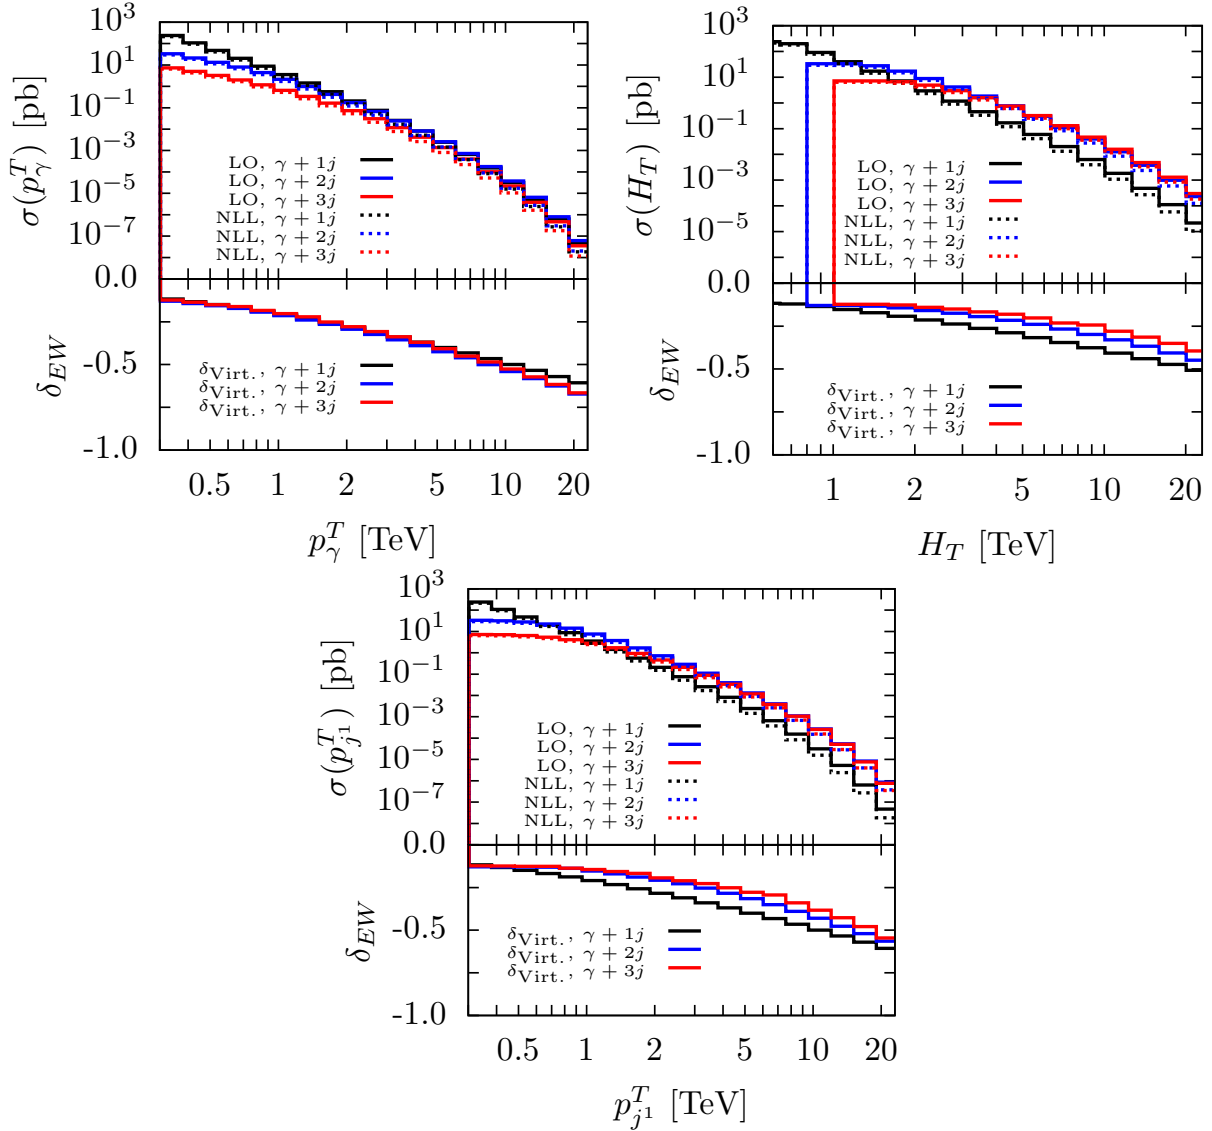 σ(p_γ^T) [pb]
10^3
10^1
10^-1
10^-3
10^-5
10^-7
0.0
LO, γ + 1j
LO, γ + 2j
LO, γ + 3j
NLL, γ + 1j
NLL, γ + 2j
NLL, γ + 3j
δ_EW
-0.5
-1.0
δ_Virt., γ + 1j
δ_Virt., γ + 2j
δ_Virt., γ + 3j
0.5 1 2 5 10 20
p_γ^T [TeV]
σ(H_T) [pb]
10^3
10^1
10^-1
10^-3
10^-5
0.0
LO, γ + 1j
LO, γ + 2j
LO, γ + 3j
NLL, γ + 1j
NLL, γ + 2j
NLL, γ + 3j
δ_EW
-0.5
-1.0
δ_Virt., γ + 1j
δ_Virt., γ + 2j
δ_Virt., γ + 3j
1 2 5 10 20
H_T [TeV]
σ(p_{j^1}^T) [pb]
10^3
10^1
10^-1
10^-3
10^-5
10^-7
0.0
LO, γ + 1j
LO, γ + 2j
LO, γ + 3j
NLL, γ + 1j
NLL, γ + 2j
NLL, γ + 3j
δ_EW
-0.5
-1.0
δ_Virt., γ + 1j
δ_Virt., γ + 2j
δ_Virt., γ + 3j
0.5 1 2 5 10 20
p_{j^1}^T [TeV]